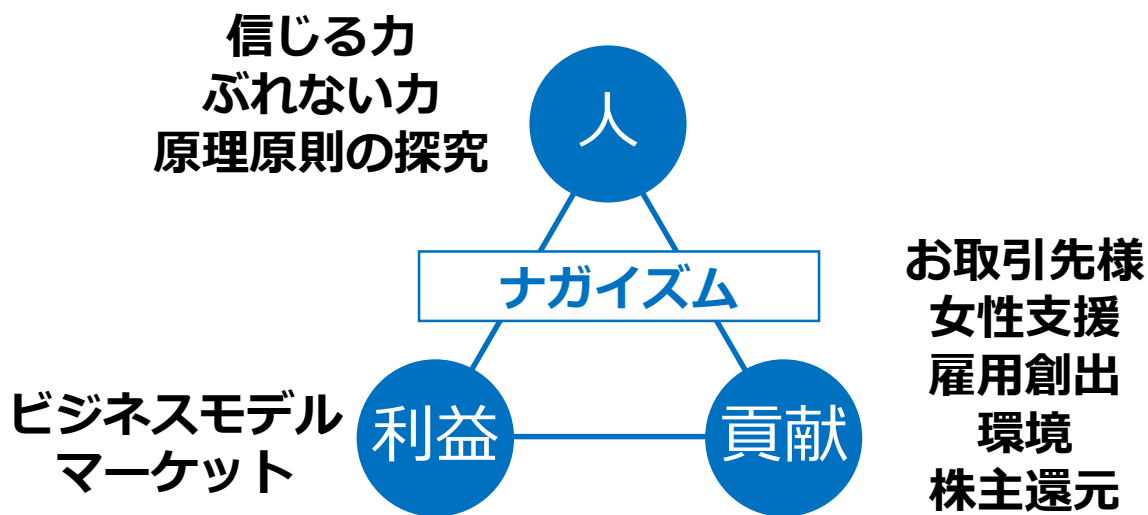 信じる力
ぶれない力
原理原則の探究
人
ナガイズム
お取引先様
女性支援
雇用創出
環境
株主還元
ビジネスモデル
マーケット
利益
貢献